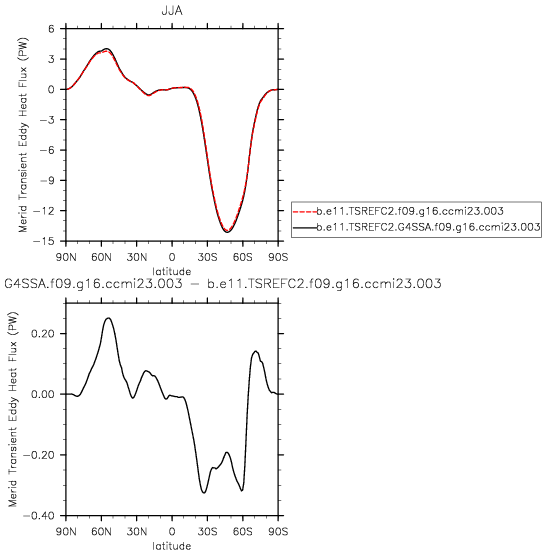 JJA
6
3
0
-3
-6
-9
-12
-15
Merid Transient Eddy Heat Flux (PW)
90N 60N 30N 0 30S 60S 90S
latitude
b.e11.TSREFC2.f09.g16.ccmi23.003
b.e11.TSREFC2.G4SSA.f09.g16.ccmi23.003
G4SSA.f09.g16.ccmi23.003 - b.e11.TSREFC2.f09.g16.ccmi23.003
0.20
0.00
-0.20
-0.40
Merid Transient Eddy Heat Flux (PW)
90N 60N 30N 0 30S 60S 90S
latitude